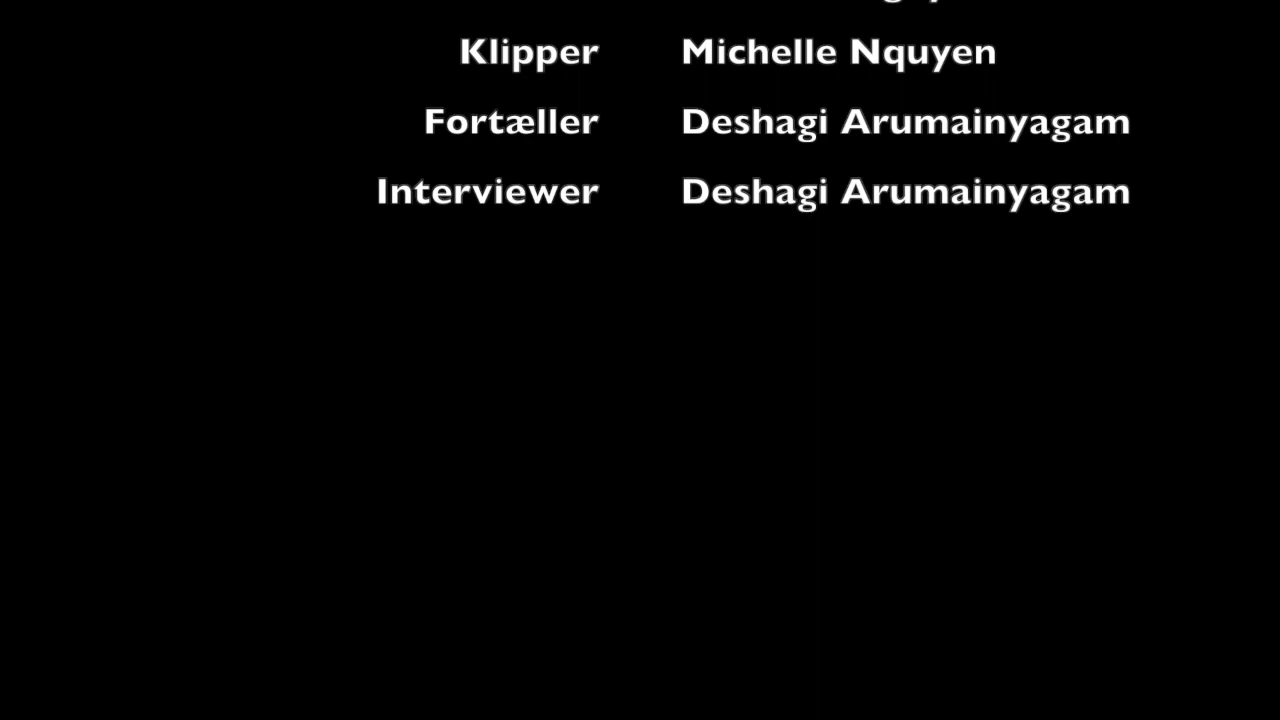 Klipper Michelle Nquyen
Fortæller Deshagi Arumainyagam
Interviewer Deshagi Arumainyagam